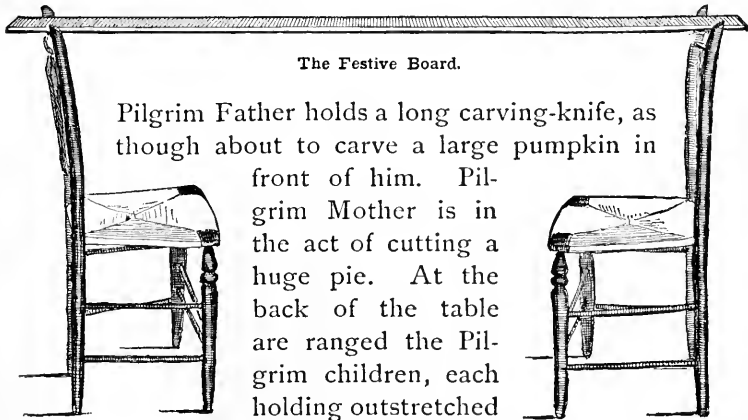 The Festive Board.
Pilgrim Father holds a long carving-knife, as
though about to carve a large pumpkin in
front of him. Pil-
grim Mother is in
the act of cutting a
huge pie. At the
back of the table
are ranged the Pil-
grim children, each
holding outstretched